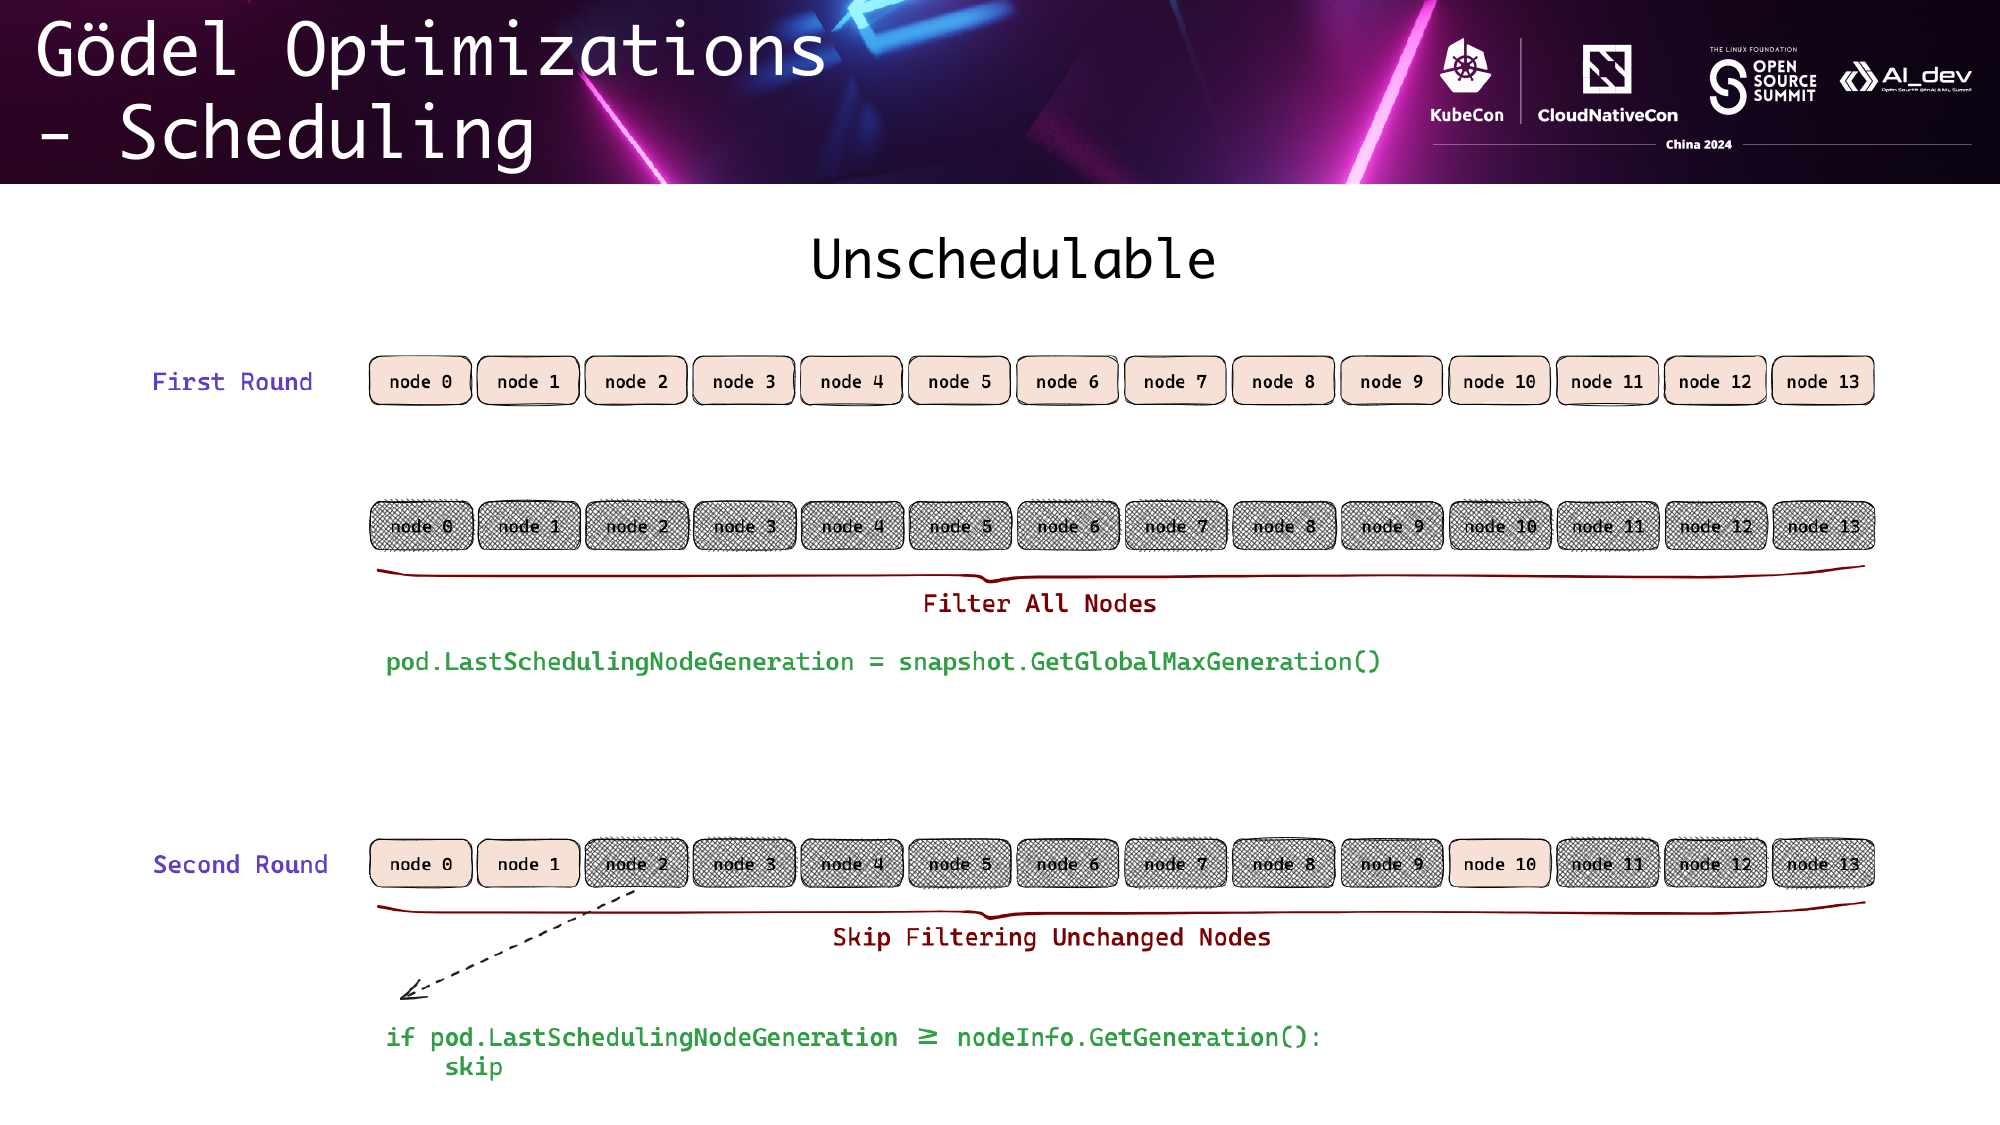 Gödel Optimizations
- Scheduling
KubeCon
CloudNativeCon
THE LINUX FOUNDATION
OPEN
SOURCE
SUMMIT
AI_dev
Open Source GenAI & ML Summit
China 2024
Unschedulable
First Round
node 0 node 1 node 2 node 3 node 4 node 5 node 6 node 7 node 8 node 9 node 10 node 11 node 12 node 13
node 0 node 1 node 2 node 3 node 4 node 5 node 6 node 7 node 8 node 9 node 10 node 11 node 12 node 13
Filter All Nodes
pod.LastSchedulingNodeGeneration = snapshot.GetGlobalMaxGeneration()
Second Round
node 0 node 1 node 2 node 3 node 4 node 5 node 6 node 7 node 8 node 9 node 10 node 11 node 12 node 13
Skip Filtering Unchanged Nodes
if pod.LastSchedulingNodeGeneration ≥ nodeInfo.GetGeneration():
skip